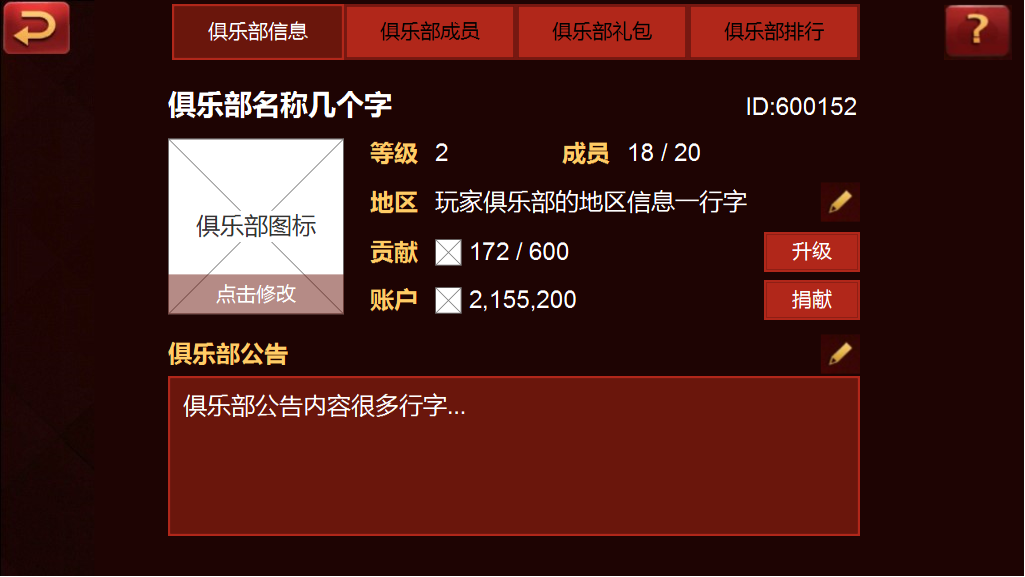 俱乐部信息 俱乐部成员 俱乐部礼包 俱乐部排行 ?
俱乐部名称几个字 ID:600152
等级 2 成员 18 / 20
地区 玩家俱乐部的地区信息一行字
俱乐部图标
贡献 172 / 600 升级
点击修改
账户 2,155,200 捐献
俱乐部公告
俱乐部公告内容很多行字...